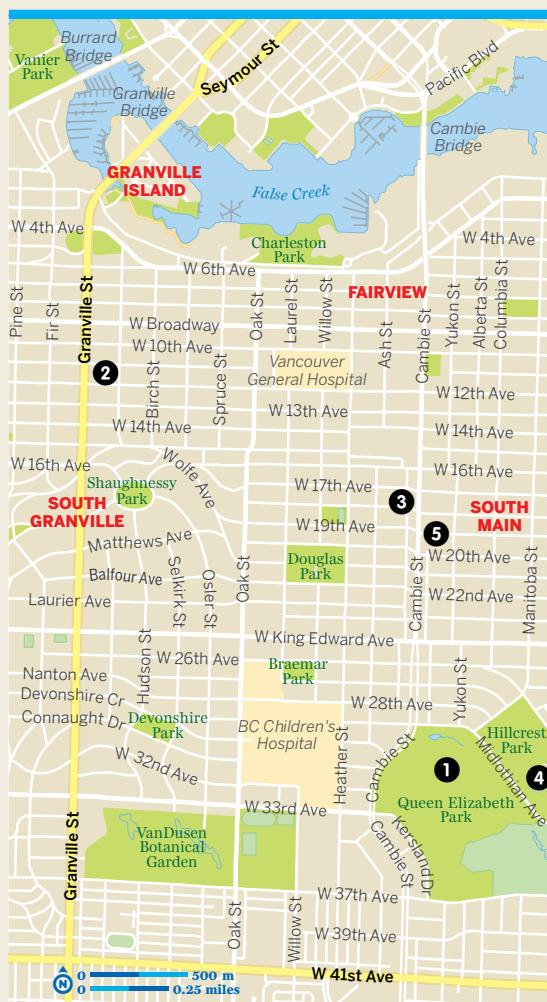 Burrard
Bridge
Vanier
Park
Seymour St
Pacific Blvd
Granville
Bridge
Cambie
Bridge
GRANVILLE
ISLAND
False Creek
W 4th Ave
W 4th Ave
Charleston
Park
W 6th Ave
FAIRVIEW
Pine St
Fir St
Granville St
Oak St
Laurel St
Willow St
Ash St
Cambie St
Yukon St
Alberta St
Columbia St
W Broadway
W 10th Ave
2
Birch St
Spruce St
Vancouver
General Hospital
W 12th Ave
W 13th Ave
W 14th Ave
W 14th Ave
W 16th Ave
W 16th Ave
Wolfe Ave
Shaughnessy
Park
W 17th Ave
3
SOUTH
GRANVILLE
SOUTH
MAIN
W 19th Ave
5
Matthews Ave
W 20th Ave
Douglas
Park
Balfour Ave
Selkirk St
Osler St
Oak St
Cambie St
Manitoba St
Laurier Ave
W 22nd Ave
W King Edward Ave
Hudson St
W 26th Ave
Braemar
Park
Yukon St
Nanton Ave
Devonshire Cr
Connaught Dr
W 28th Ave
Devonshire
Park
BC Children's
Hospital
Heather St
Cambie St
Hillcrest
Park
Midlothian Ave
W 32nd Ave
1
4
Queen Elizabeth
Park
W 33rd Ave
VanDusen
Botanical
Garden
Kersland Dr
Cambie St
Granville St
W 37th Ave
Oak St
Willow St
W 39th Ave
W 41st Ave
N
0
500 m
0
0.25 miles